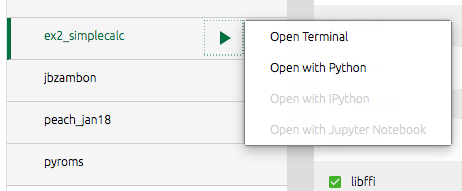 ex2_simplecalc
Open Terminal
Open with Python
jbzambon
Open with IPython
peach_jan18
Open with Jupyter Notebook
pyroms
libffi